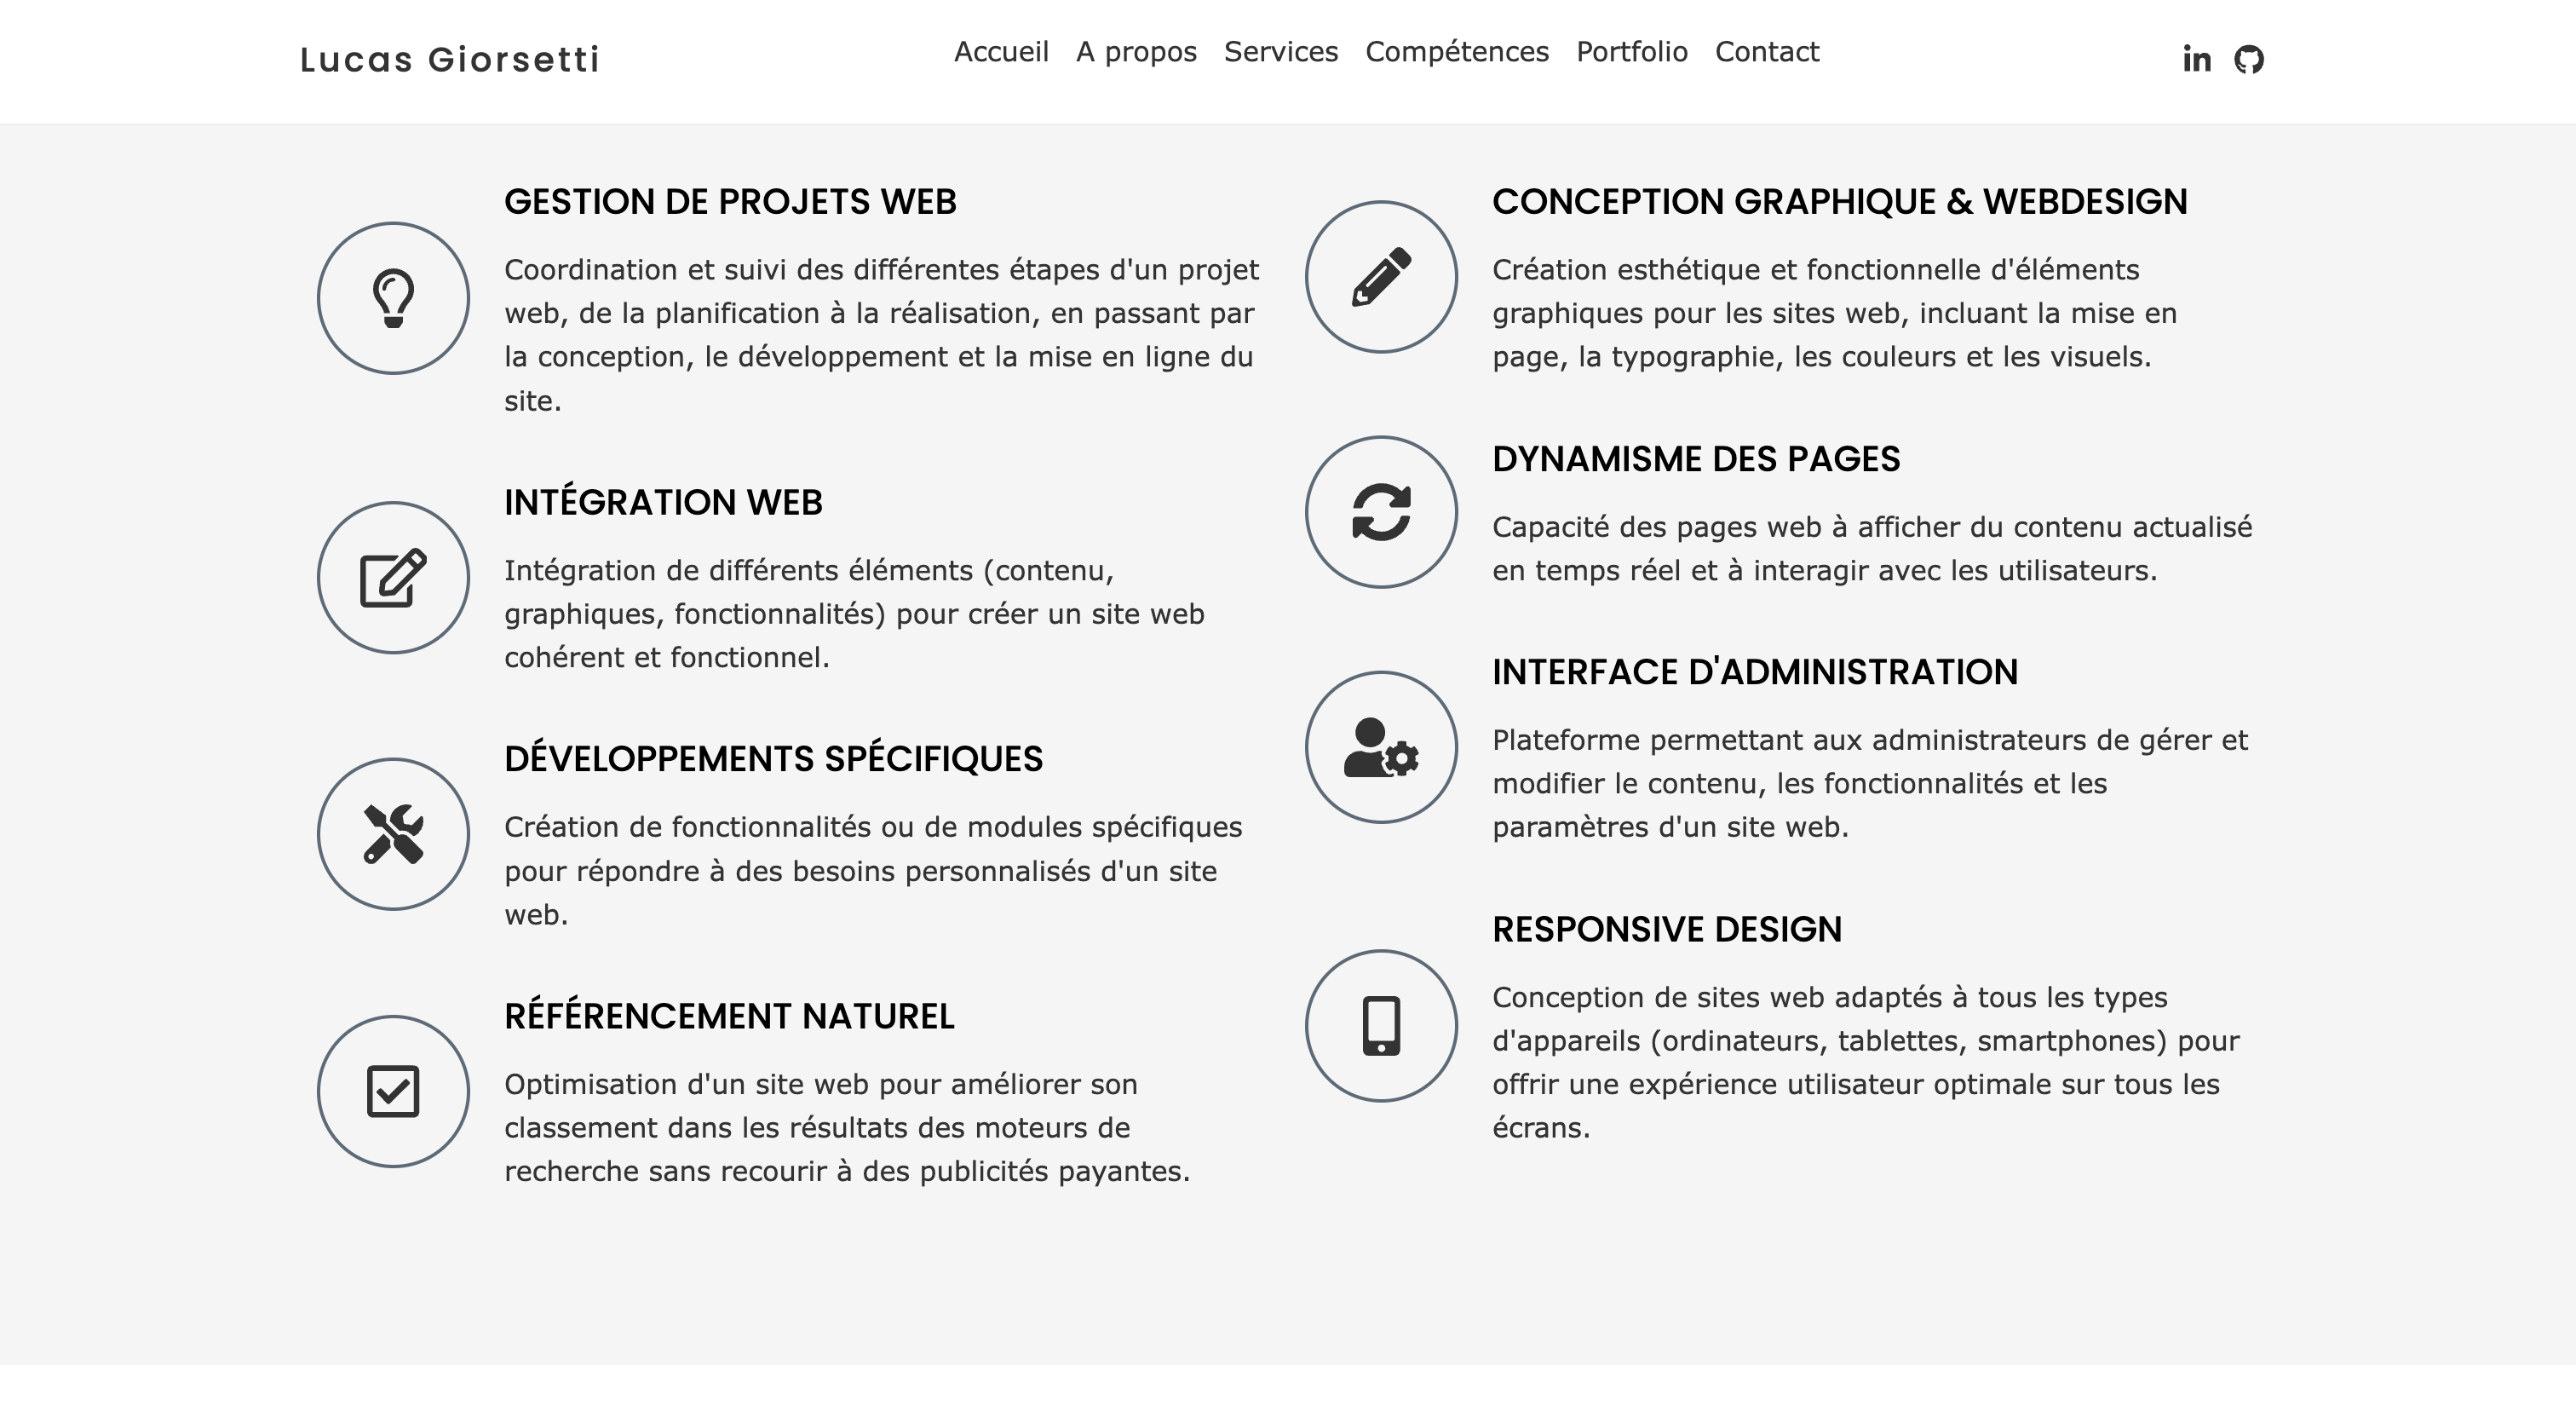 Lucas Giorsetti
Accueil A propos Services Compétences Portfolio Contact
GESTION DE PROJETS WEB
Coordination et suivi des différentes étapes d'un projet
web, de la planification à la réalisation, en passant par
la conception, le développement et la mise en ligne du
site.
INTÉGRATION WEB
Intégration de différents éléments (contenu,
graphiques, fonctionnalités) pour créer un site web
cohérent et fonctionnel.
DÉVELOPPEMENTS SPÉCIFIQUES
Création de fonctionnalités ou de modules spécifiques
pour répondre à des besoins personnalisés d'un site
web.
RÉFÉRENCEMENT NATUREL
Optimisation d'un site web pour améliorer son
classement dans les résultats des moteurs de
recherche sans recourir à des publicités payantes.
CONCEPTION GRAPHIQUE & WEBDESIGN
Création esthétique et fonctionnelle d'éléments
graphiques pour les sites web, incluant la mise en
page, la typographie, les couleurs et les visuels.
DYNAMISME DES PAGES
Capacité des pages web à afficher du contenu actualisé
en temps réel et à interagir avec les utilisateurs.
INTERFACE D'ADMINISTRATION
Plateforme permettant aux administrateurs de gérer et
modifier le contenu, les fonctionnalités et les
paramètres d'un site web.
RESPONSIVE DESIGN
Conception de sites web adaptés à tous les types
d'appareils (ordinateurs, tablettes, smartphones) pour
offrir une expérience utilisateur optimale sur tous les
écrans.